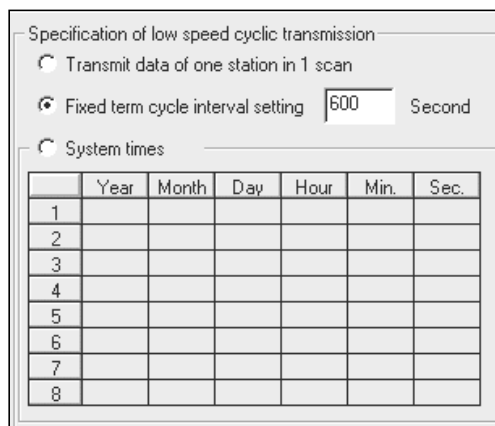 Specification of low speed cyclic transmission
Transmit data of one station in 1 scan
Fixed term cycle interval setting 600 Second
System times
Year Month Day Hour Min. Sec.
1
2
3
4
5
6
7
8